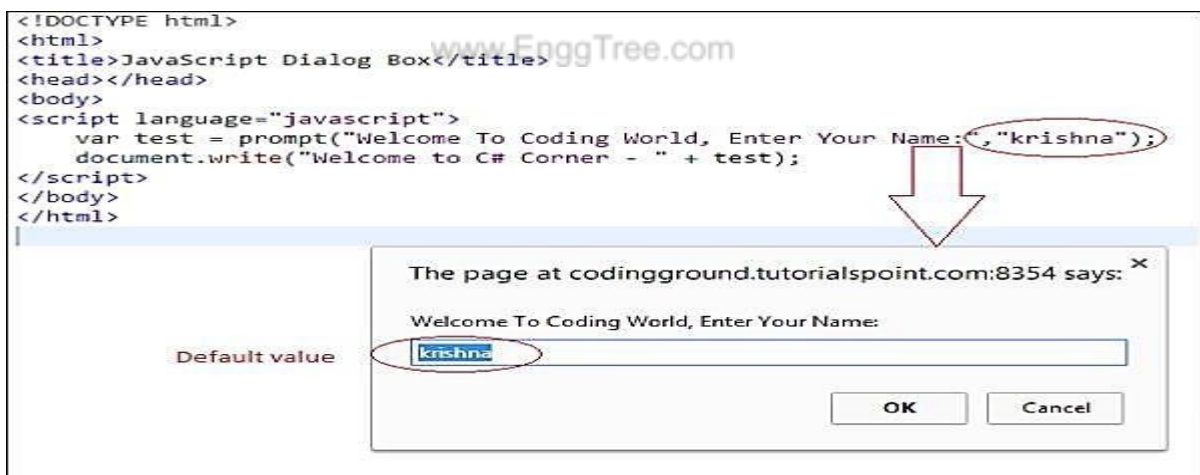 <!DOCTYPE html>
<html>
www.EnggTree.com
<title>JavaScript Dialog Box</title>
<head></head>
<body>
<script language="javascript">
var test = prompt("Welcome To Coding World, Enter Your Name:","krishna");
document.write("Welcome to C# Corner - " + test);
</script>
</body>
</html>
The page at codingground.tutorialspoint.com:8354 says: ×
Welcome To Coding World, Enter Your Name:
Default value krishna
OK Cancel